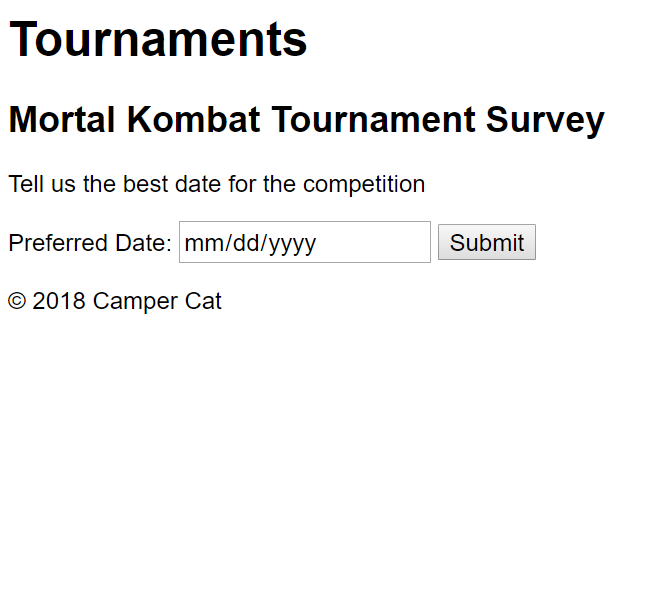 Tournaments
Mortal Kombat Tournament Survey
Tell us the best date for the competition
Preferred Date: mm/dd/yyyy Submit
© 2018 Camper Cat